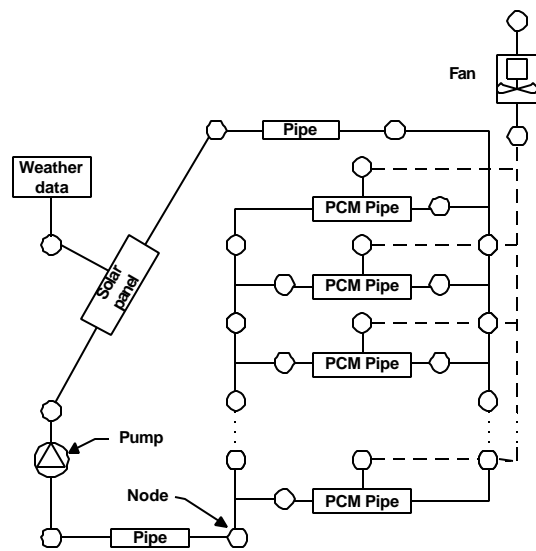 Fan
Pipe
Weather
data
PCM Pipe
Solar
panel
PCM Pipe
PCM Pipe
Pump
Node
PCM Pipe
Pipe